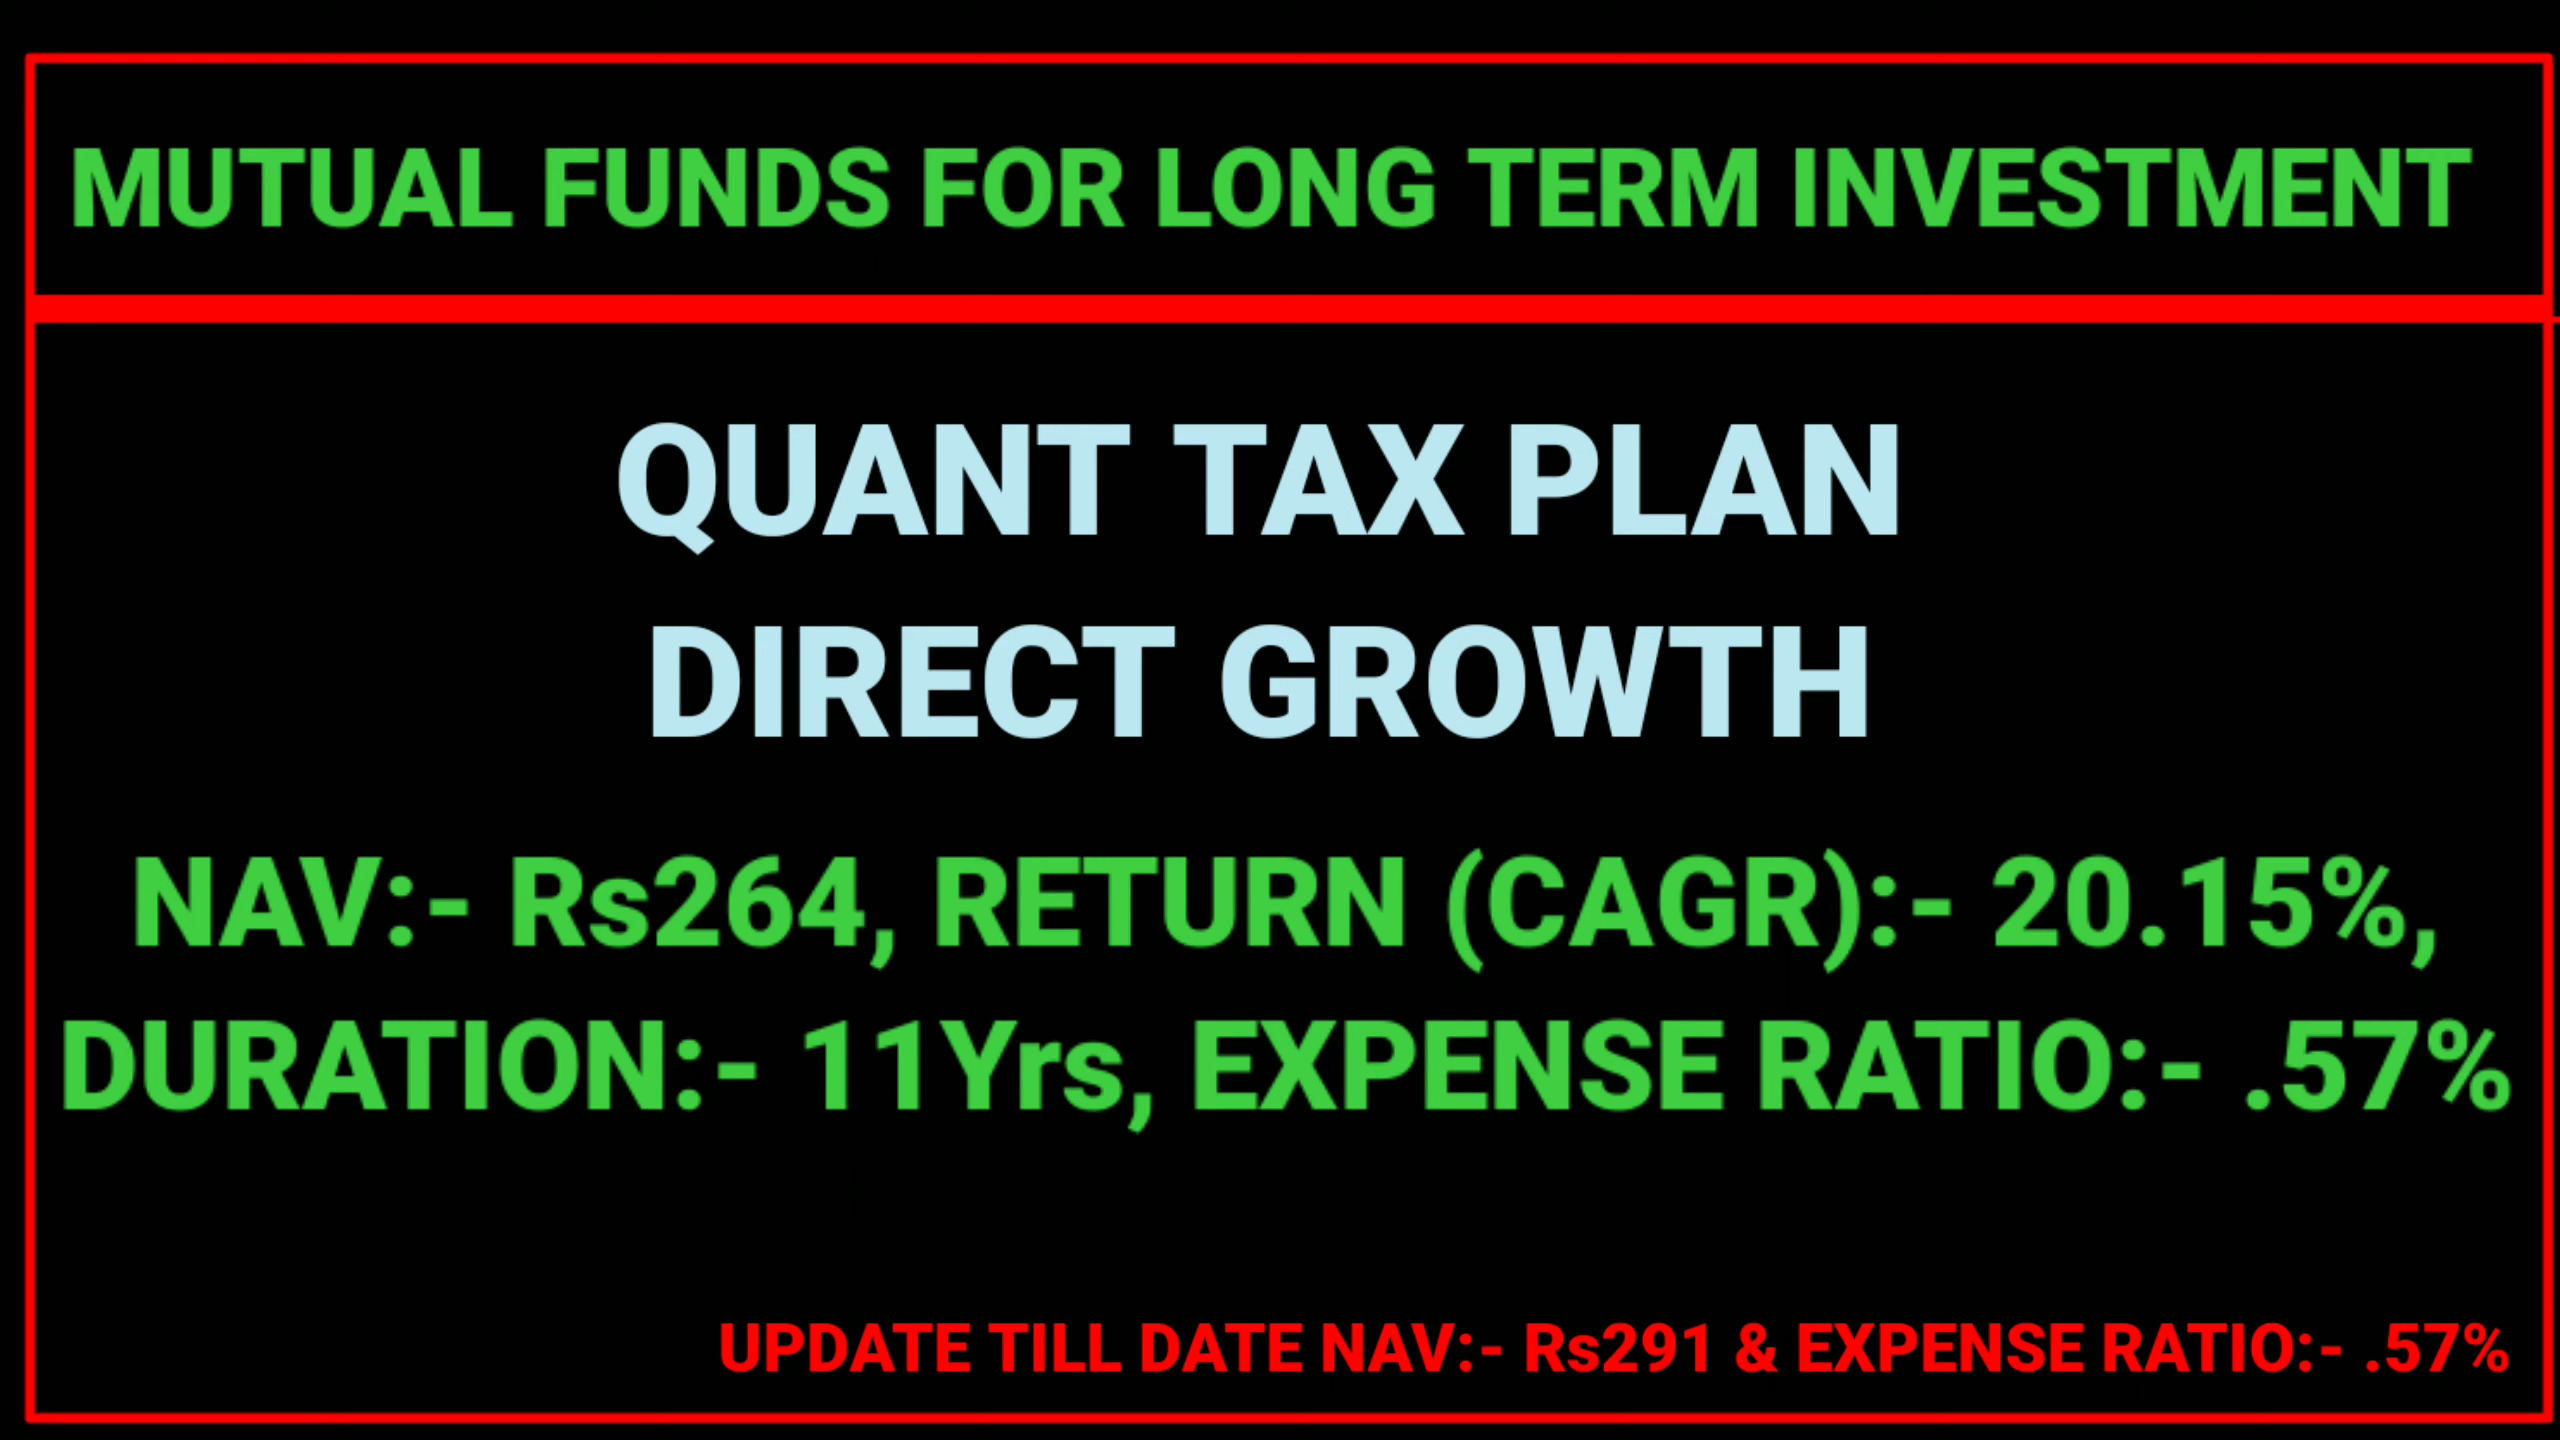 MUTUAL FUNDS FOR LONG TERM INVESTMENT
QUANT TAX PLAN
DIRECT GROWTH
NAV:- Rs264, RETURN (CAGR):- 20.15%,
DURATION:- 11Yrs, EXPENSE RATIO:- .57%
UPDATE TILL DATE NAV:- Rs291 & EXPENSE RATIO:- .57%